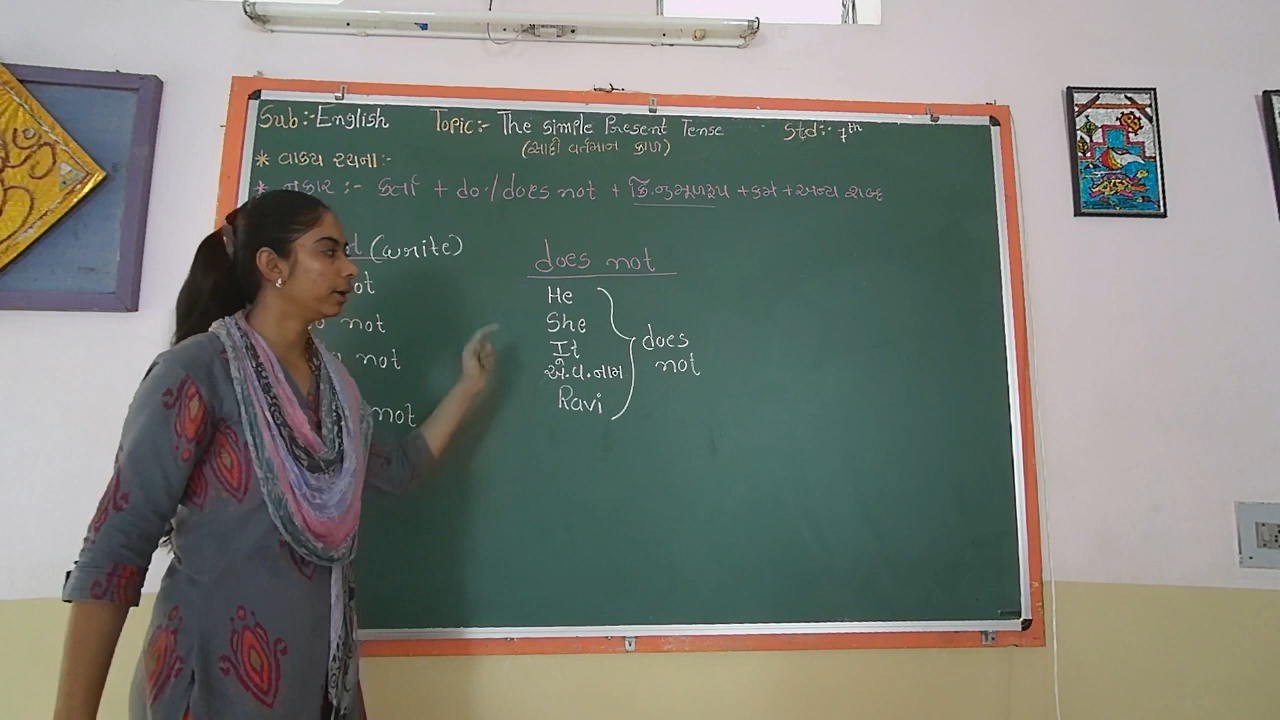 Sub:- English Topic:- The Simple Present Tense Std:- 7th
(સાદો વર્તમાન કાળ)
* વાક્ય રચના:-
* નકાર :- કર્તા + do/does not + ક્રિ.નુ મૂળરૂપ + કર્મ + અન્ય શબ્દ
(write)
not
not
not
does not
He
She
It
એ.વ.નામ
Ravi
does
not